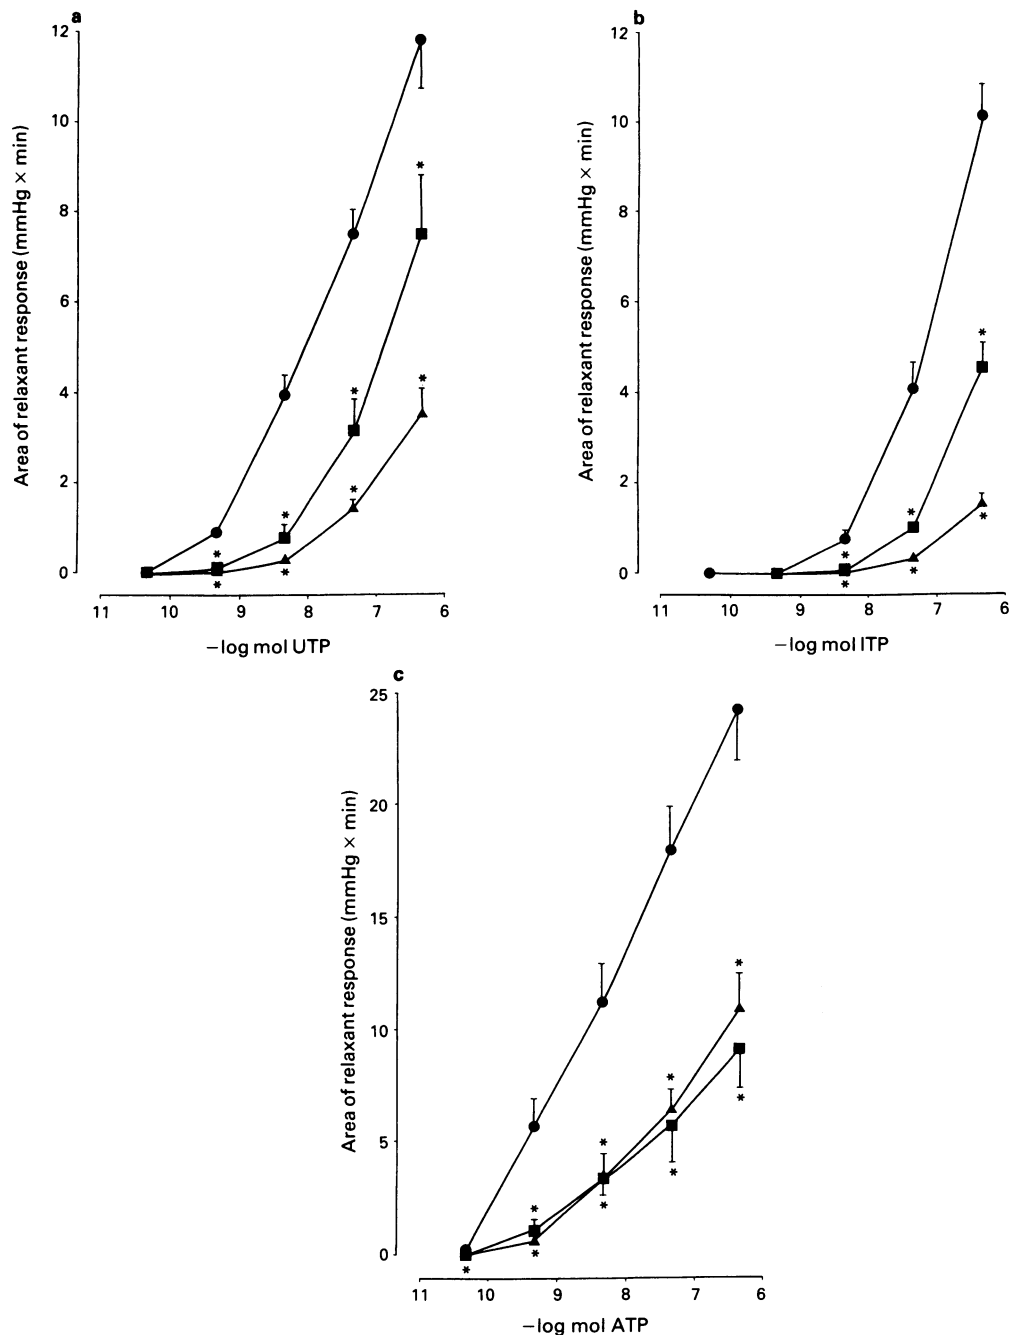 a
12
10
8
6
4
2
0
Area of relaxant response (mmHg × min)
* * * *
* * * *
11 10 9 8 7 6
−log mol UTP
b
12
10
8
6
4
2
0
Area of relaxant response (mmHg × min)
* * *
* * *
11 10 9 8 7 6
−log mol ITP
c
25
20
15
10
5
0
Area of relaxant response (mmHg × min)
* * * *
* * * * *
11 10 9 8 7 6
−log mol ATP